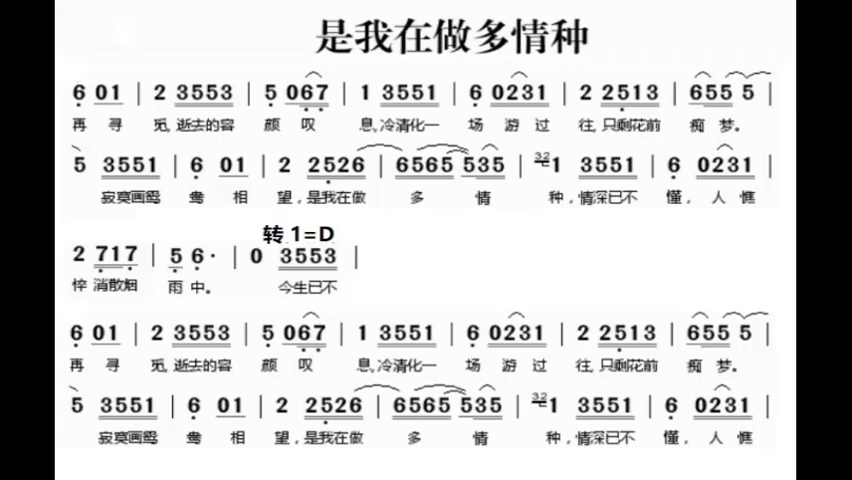 是我在做多情种
6 01 | 2 3553 | 5 067 | 1 3551 | 6 0231 | 2 2513 | 655 5 |
再 寻 觅,逝去的容 颜 叹 息,冷清化一 场 游 过 往,只剩花前 痴 梦。
5 3551 | 6 01 | 2 2526 | 6565 535 | 32 1 3551 | 6 0231 |
寂寞画鸳 鸯 相 望,是我在做 多 情 种,情深已不 懂, 人 憔
转 1=D
2 717 | 5 6· | 0 3553 |
悴 消散烟 雨 中。 今生已不
6 01 | 2 3553 | 5 067 | 1 3551 | 6 0231 | 2 2513 | 655 5 |
再 寻 觅,逝去的容 颜 叹 息,冷清化一 场 游 过 往,只剩花前 痴 梦。
5 3551 | 6 01 | 2 2526 | 6565 535 | 32 1 3551 | 6 0231 |
寂寞画鸳 鸯 相 望,是我在做 多 情 种,情深已不 懂, 人 憔